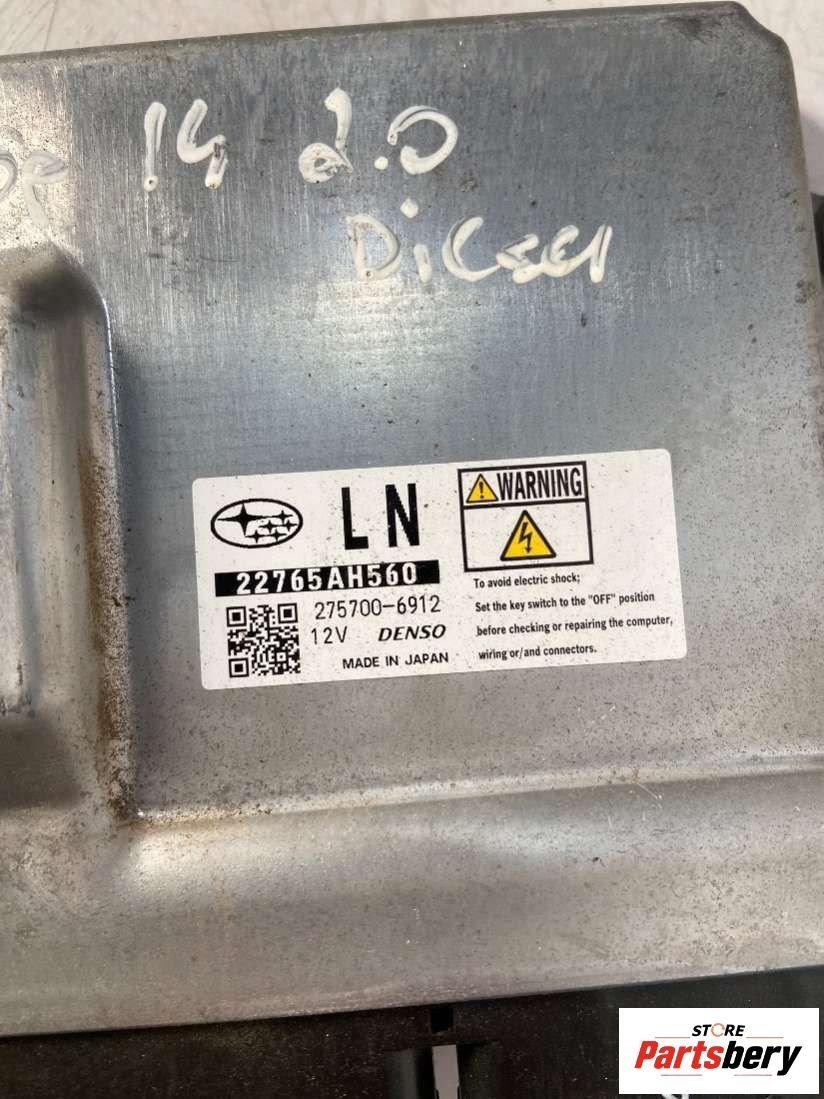 14 2.0
Diesel
LN
22765AH560
275700-6912
12V DENSO
MADE IN JAPAN
WARNING
To avoid electric shock;
Set the key switch to the "OFF" position
before checking or repairing the computer,
wiring or/and connectors.
STORE
Partsbery